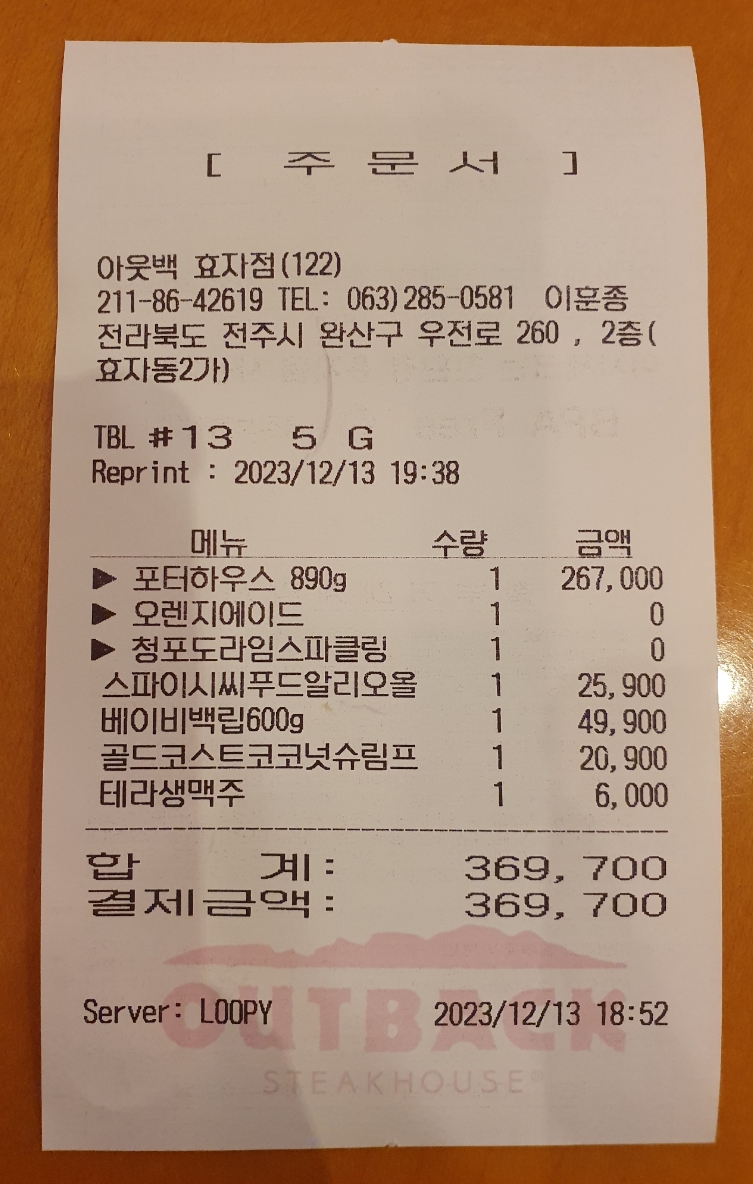 [ 주 문 서 ]
아웃백 효자점(122)
211-86-42619 TEL: 063)285-0581 이훈종
전라북도 전주시 완산구 우전로 260 , 2층(
효자동2가)
TBL #13 5 G
Reprint : 2023/12/13 19:38
메뉴 수량 금액
▶ 포터하우스 890g 1 267,000
▶ 오렌지에이드 1 0
▶ 청포도라임스파클링 1 0
스파이시씨푸드알리오올 1 25,900
베이비백립600g 1 49,900
골드코스트코코넛슈림프 1 20,900
테라생맥주 1 6,000
합 계: 369,700
결제금액: 369,700
Server: LOOPY 2023/12/13 18:52
OUTBACK
STEAKHOUSE®